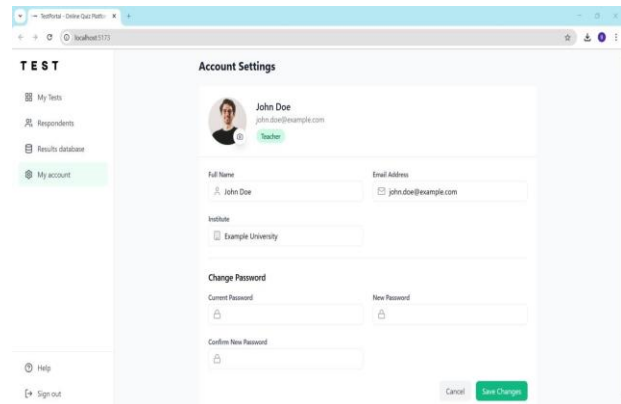 TestPortal - Online Quiz Platfor
localhost:5173
TEST
Account Settings
My Tests
Respondents
Results database
My account
John Doe
john.doe@example.com
Teacher
Full Name
Email Address
John Doe
john.doe@example.com
Institute
Example University
Change Password
Current Password
New Password
Confirm New Password
Help
Sign out
Cancel
Save Changes